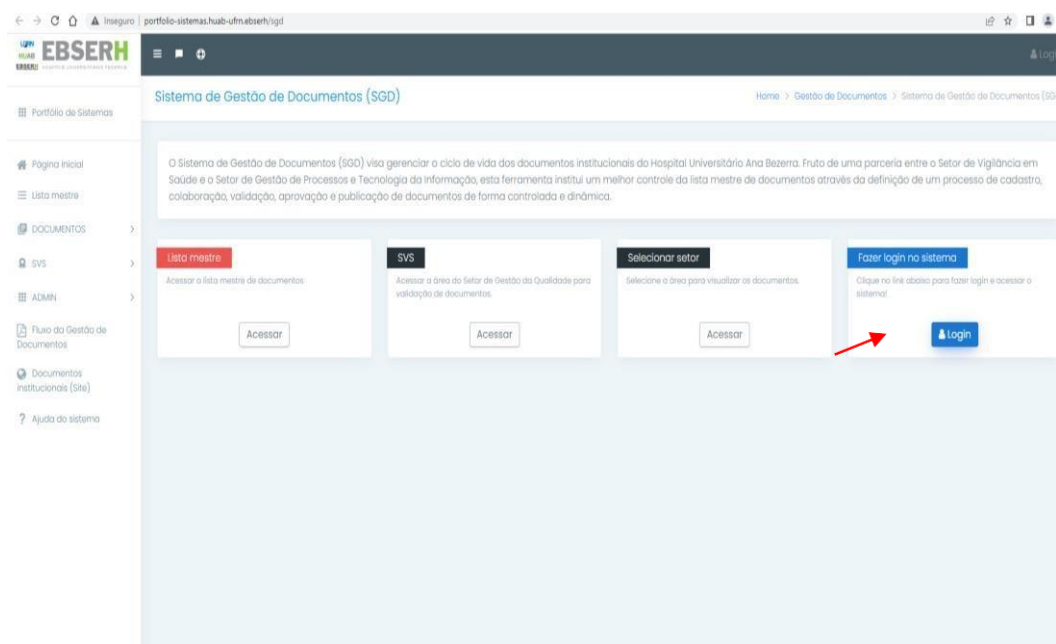 Inseguro | portfolio-sistemas.huab-ufrn.ebserh/sgd
UFRN
HUAB
EBSERH
EBSERH
Login
Portfólio de Sistemas
Sistema de Gestão de Documentos (SGD)
Home > Gestão de Documentos > Sistema de Gestão de Documentos (SG
Página inicial
Lista mestre
DOCUMENTOS
SVS
ADMIN
Fluxo da Gestão de
Documentos
Documentos
institucionais (Site)
? Ajuda do sistema
O Sistema de Gestão de Documentos (SGD) visa gerenciar o ciclo de vida dos documentos institucionais do Hospital Universitário Ana Bezerra. Fruto de uma parceria entre o Setor de Vigilância em
Saúde e o Setor de Gestão de Processos e Tecnologia da Informação, esta ferramenta institui um melhor controle da lista mestre de documentos através da definição de um processo de cadastro,
colaboração, validação, aprovação e publicação de documentos de forma controlada e dinâmica.
Lista mestre
Acessar a lista mestre de documentos.
Acessar
SVS
Acessar a área do Setor de Gestão da Qualidade para
validação de documentos.
Acessar
Selecionar setor
Selecione a área para visualizar os documentos.
Acessar
Fazer login no sistema
Clique no link abaixo para fazer login e acessar o
sistema!
Login